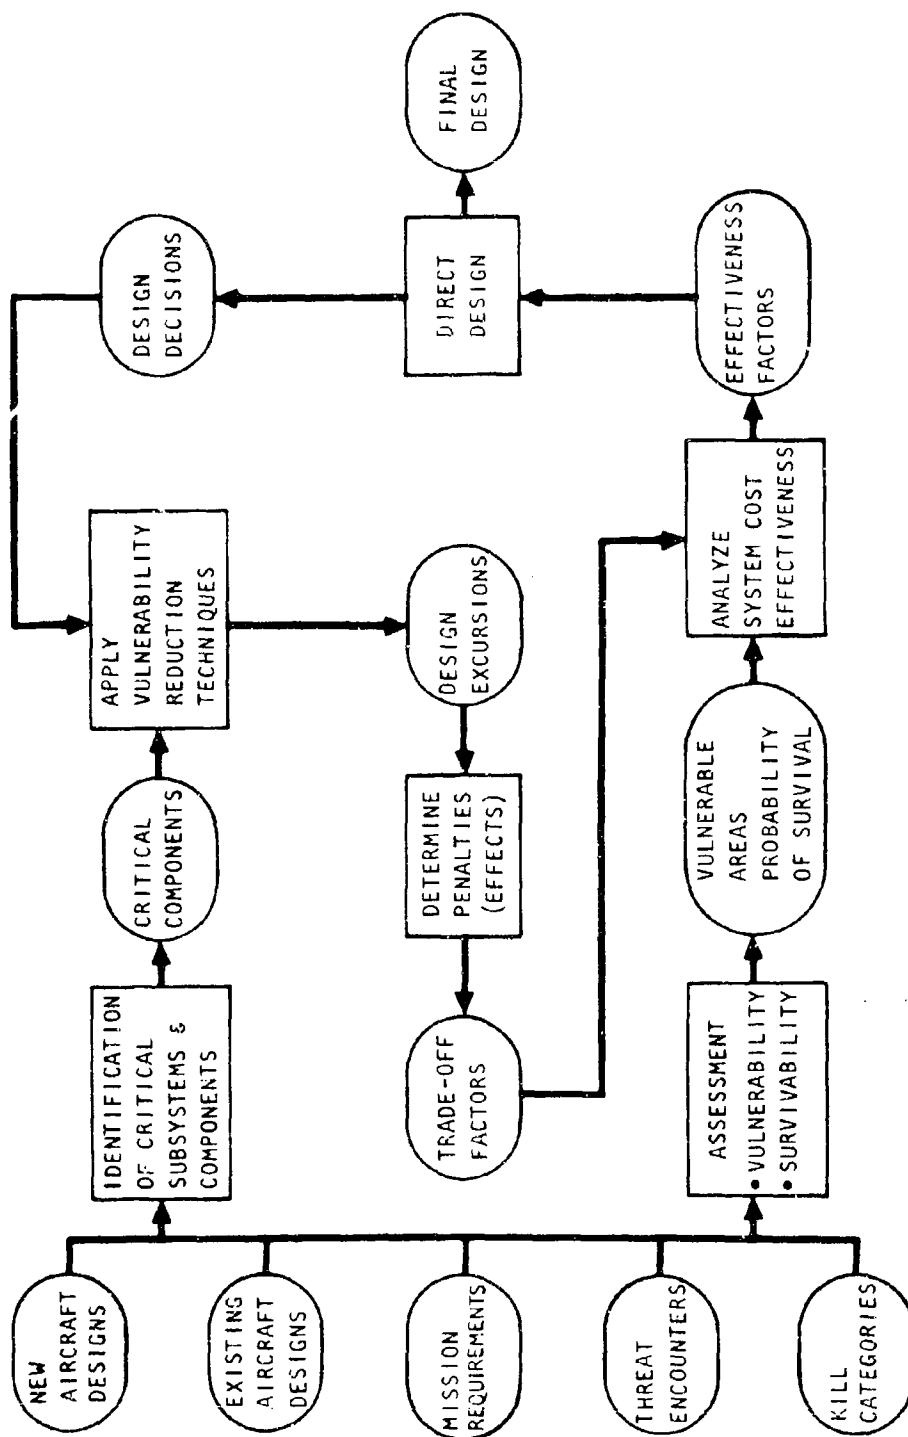 NEW
AIRCRAFT
DESIGNS
EXISTING
AIRCRAFT
DESIGNS
MISSION
REQUIREMENTS
THREAT
ENCOUNTERS
KILL
CATEGORIES
IDENTIFICATION
OF CRITICAL
SUBSYSTEMS &
COMPONENTS
CRITICAL
COMPONENTS
APPLY
VULNERABILITY
REDUCTION
TECHNIQUES
DESIGN
DECISIONS
TRADE-OFF
FACTORS
DETERMINE
PENALTIES
(EFFECTS)
DESIGN
EXCURSIONS
DIRECT
DESIGN
FINAL
DESIGN
ASSESSMENT
• VULNERABILITY
• SURVIVABILITY
VULNERABLE
AREAS
PROBABILITY
OF SURVIVAL
ANALYZE
SYSTEM COST
EFFECTIVENESS
EFFECTIVENESS
FACTORS